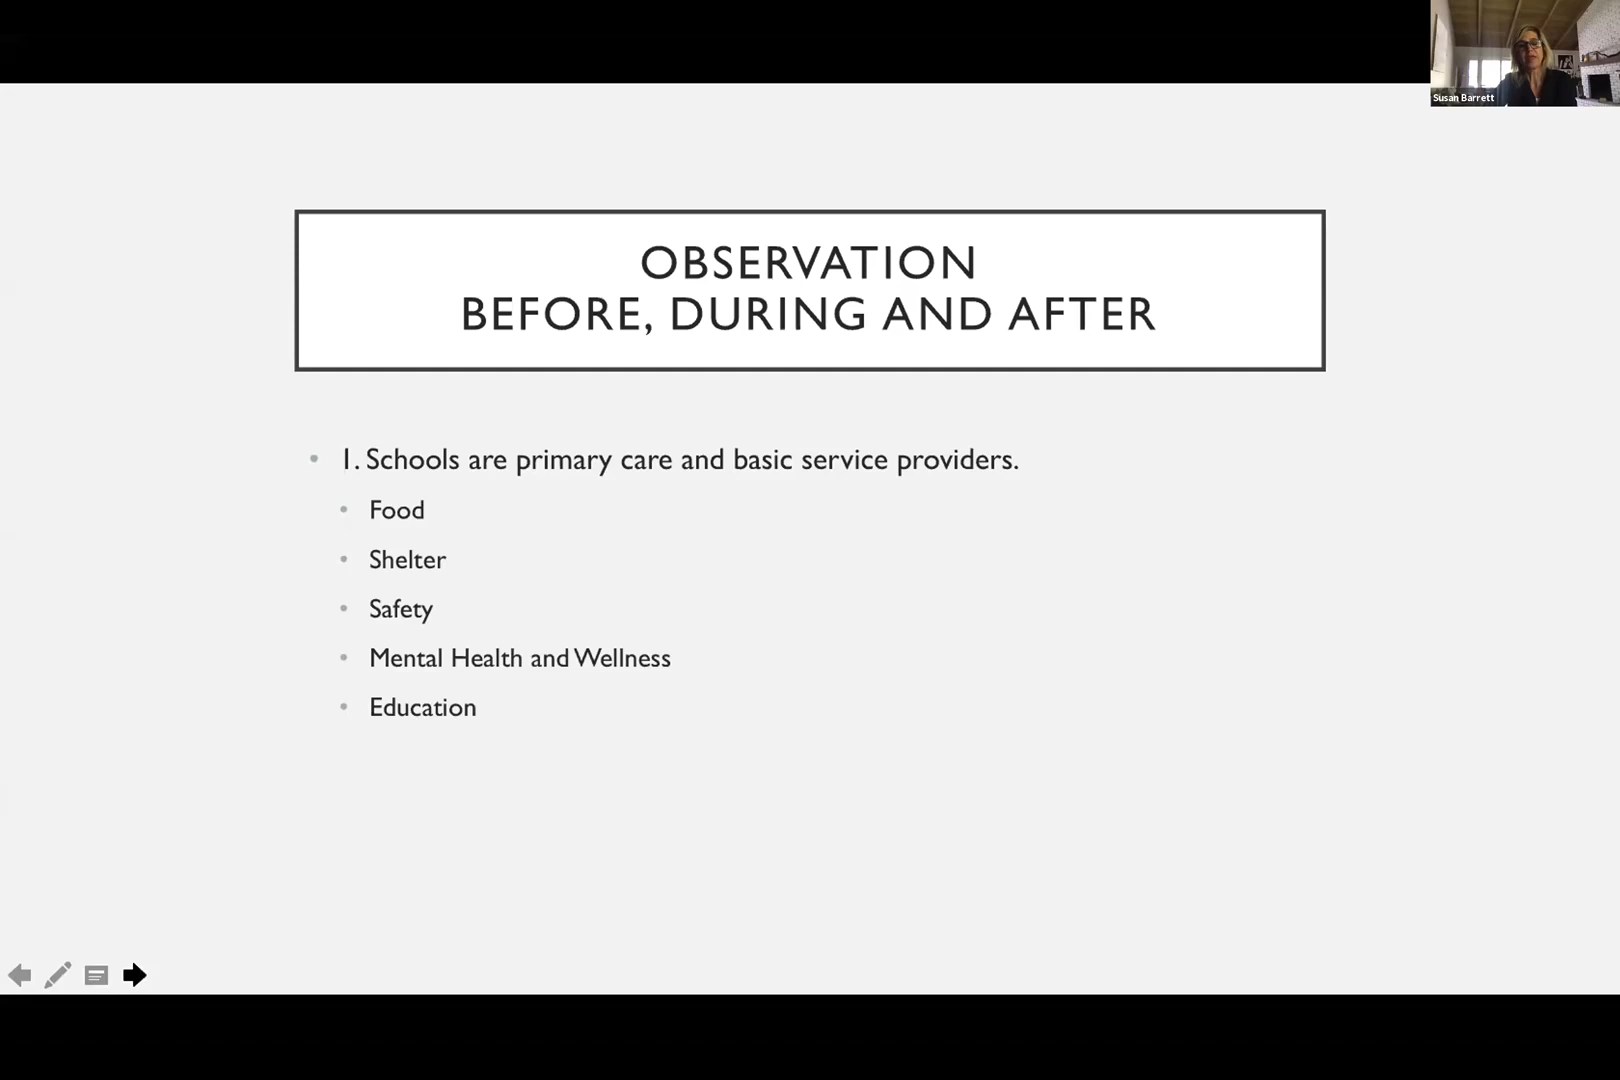 Susan Barrett
OBSERVATION
BEFORE, DURING AND AFTER
1. Schools are primary care and basic service providers.
Food
Shelter
Safety
Mental Health and Wellness
Education